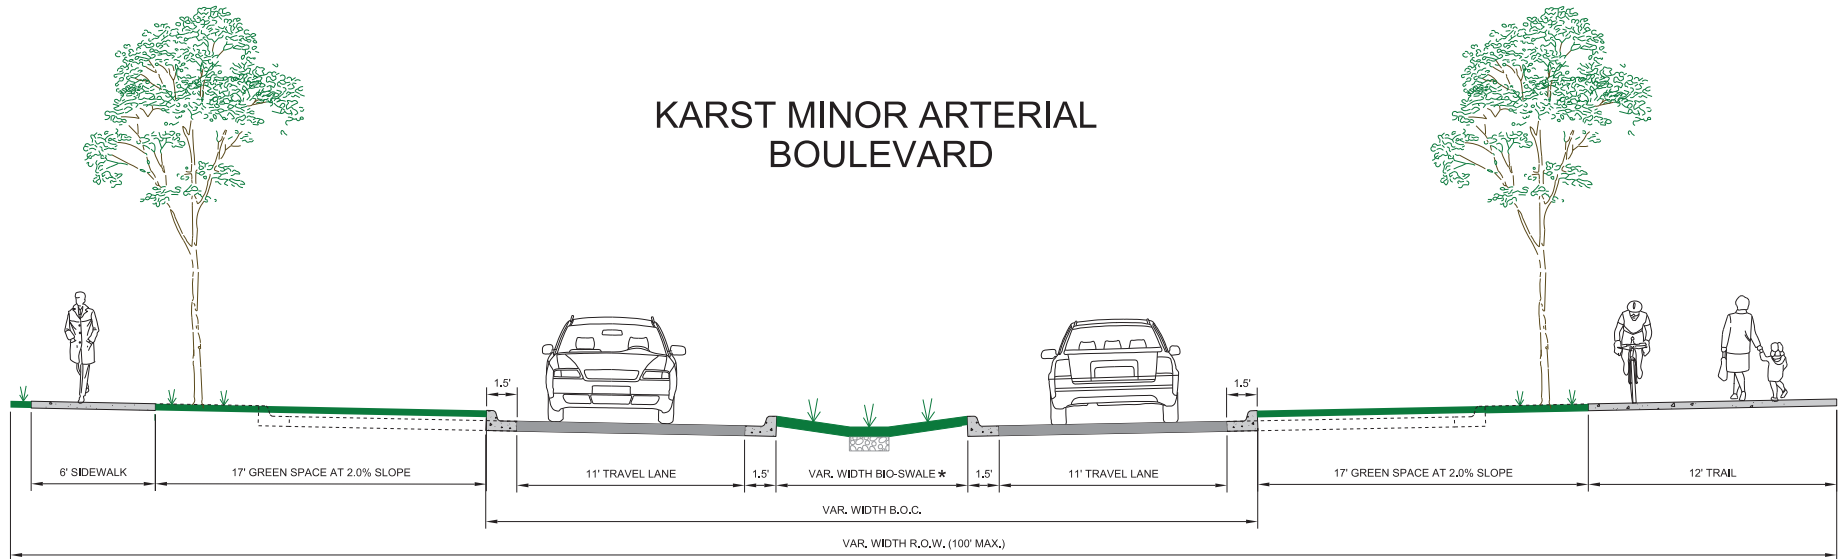 KARST MINOR ARTERIAL
BOULEVARD
1.5'
1.5'
6' SIDEWALK
17' GREEN SPACE AT 2.0% SLOPE
11' TRAVEL LANE
1.5'
VAR. WIDTH BIO-SWALE *
1.5'
11' TRAVEL LANE
17' GREEN SPACE AT 2.0% SLOPE
12' TRAIL
VAR. WIDTH B.O.C.
VAR. WIDTH R.O.W. (100' MAX.)